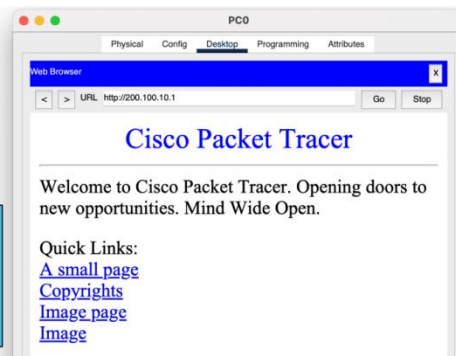 PC0
Physical Config Desktop Programming Attributes
Web Browser X
< > URL http://200.100.10.1 Go Stop
Cisco Packet Tracer
Welcome to Cisco Packet Tracer. Opening doors to
new opportunities. Mind Wide Open.
Quick Links:
A small page
Copyrights
Image page
Image